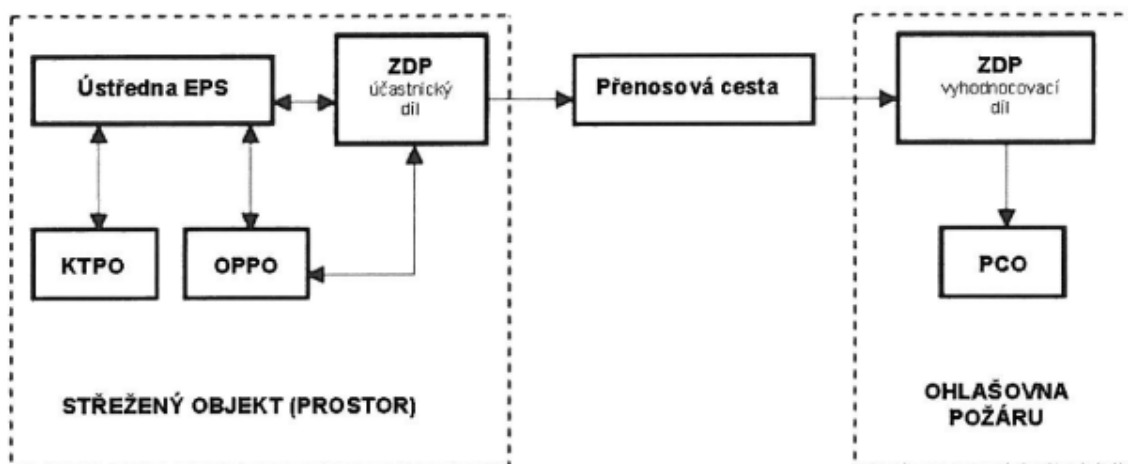 Ústředna EPS
ZDP
účastnický
díl
Přenosová cesta
ZDP
vyhodnocovací
díl
KTPO
OPPO
PCO
STŘEŽENÝ OBJEKT (PROSTOR)
OHLAŠOVNA
POŽÁRU